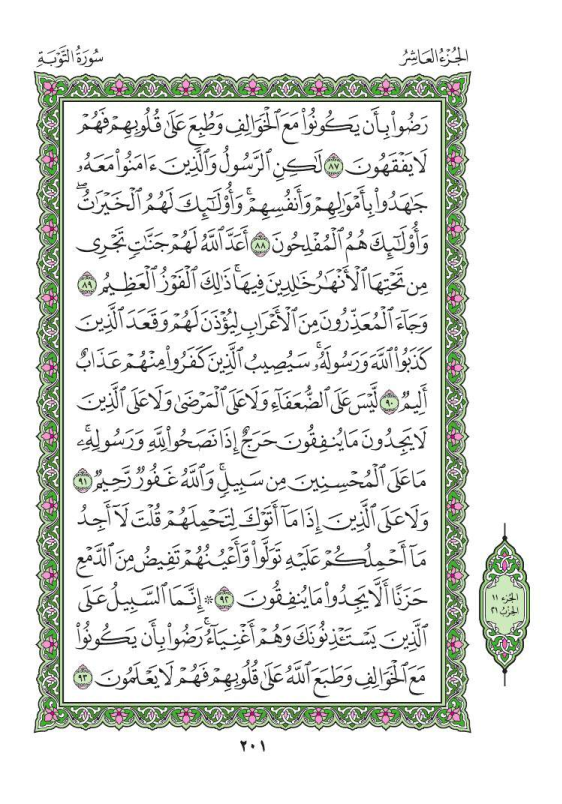 الجُزْءُ العَاشِرُ
سُورَةُ التَّوْبَةِ
رَضُوا۟ بِأَن يَكُونُوا۟ مَعَ ٱلْخَوَالِفِ وَطُبِعَ عَلَىٰ قُلُوبِهِمْ فَهُمْ
لَا يَفْقَهُونَ ٨٧ لَٰكِنِ ٱلرَّسُولُ وَٱلَّذِينَ ءَامَنُوا۟ مَعَهُۥ
جَٰهَدُوا۟ بِأَمْوَٰلِهِمْ وَأَنفُسِهِمْ ۚ وَأُو۟لَٰٓئِكَ لَهُمُ ٱلْخَيْرَٰتُ ۖ
وَأُو۟لَٰٓئِكَ هُمُ ٱلْمُفْلِحُونَ ٨٨ أَعَدَّ ٱللَّهُ لَهُمْ جَنَّٰتٍ تَجْرِى
مِن تَحْتِهَا ٱلْأَنْهَٰرُ خَٰلِدِينَ فِيهَا ۚ ذَٰلِكَ ٱلْفَوْزُ ٱلْعَظِيمُ ٨٩
وَجَآءَ ٱلْمُعَذِّرُونَ مِنَ ٱلْأَعْرَابِ لِيُؤْذَنَ لَهُمْ وَقَعَدَ ٱلَّذِينَ
كَذَبُوا۟ ٱللَّهَ وَرَسُولَهُۥ ۚ سَيُصِيبُ ٱلَّذِينَ كَفَرُوا۟ مِنْهُمْ عَذَابٌ
أَلِيمٌ ٩٠ لَّيْسَ عَلَى ٱلضُّعَفَآءِ وَلَا عَلَى ٱلْمَرْضَىٰ وَلَا عَلَى ٱلَّذِينَ
لَا يَجِدُونَ مَا يُنفِقُونَ حَرَجٌ إِذَا نَصَحُوا۟ لِلَّهِ وَرَسُولِهِۦ ۚ
مَا عَلَى ٱلْمُحْسِنِينَ مِن سَبِيلٍ ۚ وَٱللَّهُ غَفُورٌ رَّحِيمٌ ٩١
وَلَا عَلَى ٱلَّذِينَ إِذَا مَآ أَتَوْكَ لِتَحْمِلَهُمْ قُلْتَ لَآ أَجِدُ
مَآ أَحْمِلُكُمْ عَلَيْهِ تَوَلَّوا۟ وَّأَعْيُنُهُمْ تَفِيضُ مِنَ ٱلدَّمْعِ
حَزَنًا أَلَّا يَجِدُوا۟ مَا يُنفِقُونَ ٩٢ ۞ إِنَّمَا ٱلسَّبِيلُ عَلَى
ٱلَّذِينَ يَسْتَـْٔذِنُونَكَ وَهُمْ أَغْنِيَآءُ ۚ رَضُوا۟ بِأَن يَكُونُوا۟
مَعَ ٱلْخَوَالِفِ وَطَبَعَ ٱللَّهُ عَلَىٰ قُلُوبِهِمْ فَهُمْ لَا يَعْلَمُونَ ٩٣
الجزء ١١
الحزب ٢١
٢٠١